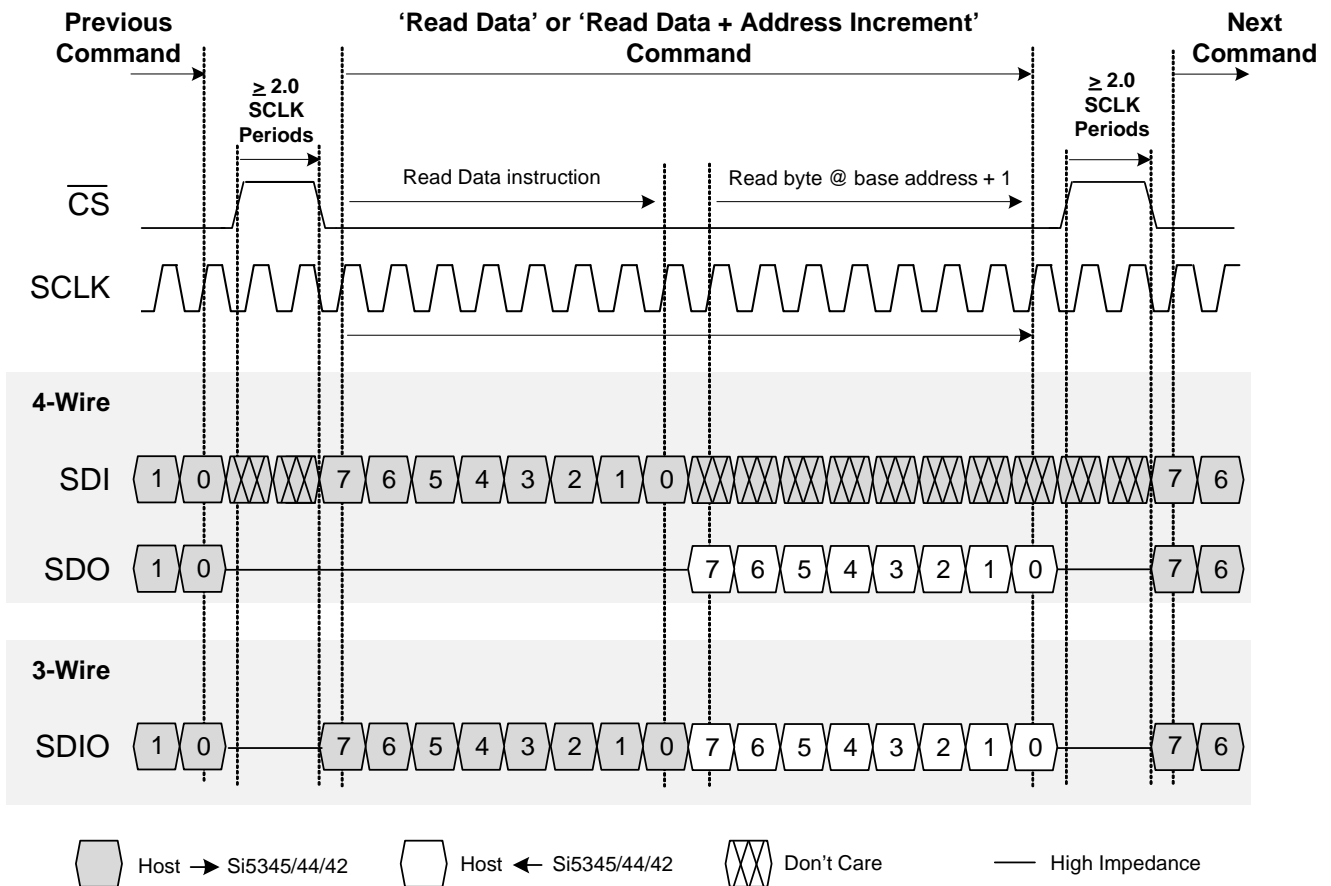 Previous Command
'Read Data' or 'Read Data + Address Increment' Command
Next Command
≥ 2.0 SCLK Periods
≥ 2.0 SCLK Periods
Read Data instruction
Read byte @ base address + 1
CS
SCLK
4-Wire
SDI 1 0 7 6 5 4 3 2 1 0 7 6
SDO 1 0 7 6 5 4 3 2 1 0 7 6
3-Wire
SDIO 1 0 7 6 5 4 3 2 1 0 7 6 5 4 3 2 1 0 7 6
Host → Si5345/44/42
Host ← Si5345/44/42
Don't Care
High Impedance